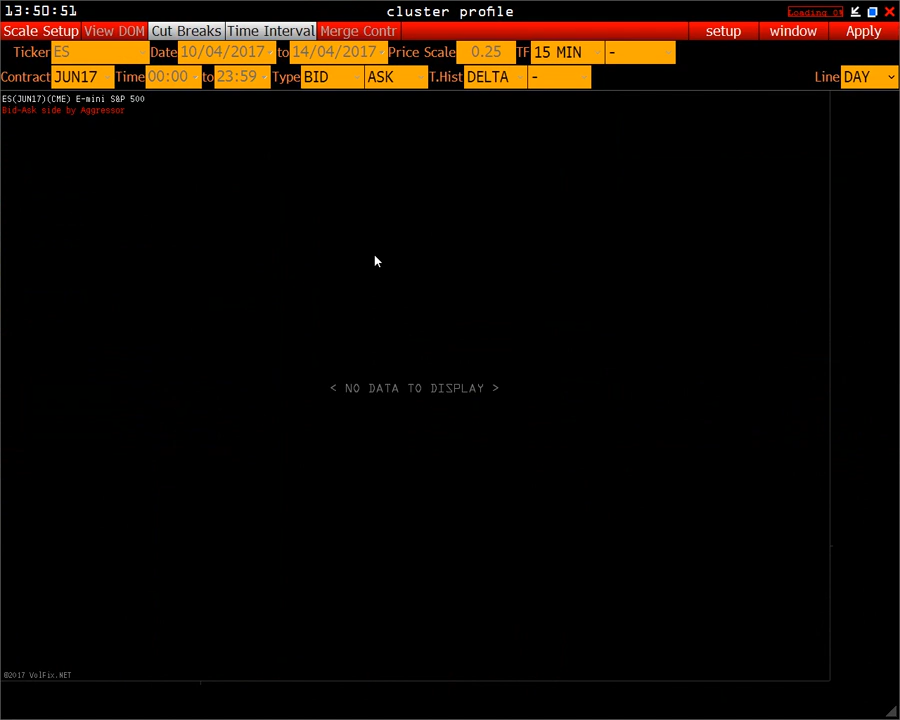 13:50:51 cluster profile Loading 0%
Scale Setup View DOM Cut Breaks Time Interval Merge Contr setup window Apply
Ticker ES Date 10/04/2017 to 14/04/2017 Price Scale 0.25 TF 15 MIN -
Contract JUN17 Time 00:00 to 23:59 Type BID ASK T.Hist DELTA - Line DAY
ES(JUN17)(CME) E-mini S&P 500
Bid-Ask side by Aggressor
< NO DATA TO DISPLAY >
©2017 VolFix.NET